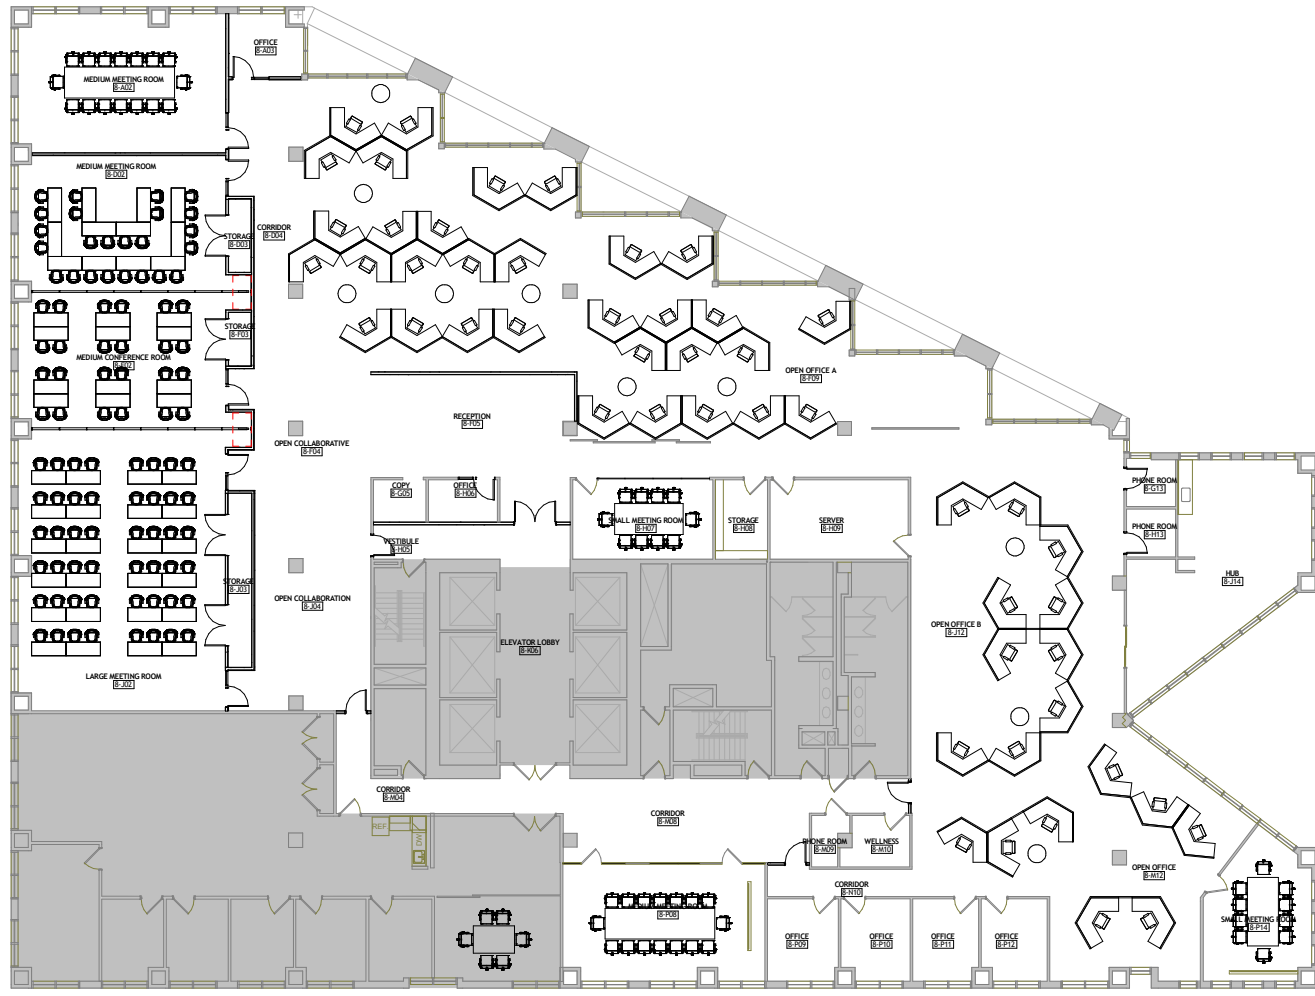 OFFICE
8-A03
MEDIUM MEETING ROOM
8-A02
MEDIUM MEETING ROOM
8-D02
STORAGE
8-D03
CORRIDOR
8-D04
STORAGE
8-F03
MEDIUM CONFERENCE ROOM
OPEN OFFICE A
8-F09
RECEPTION
8-F05
OPEN COLLABORATIVE
8-F04
COPY
8-G05
OFFICE
8-H06
PHONE ROOM
8-G13
SMALL MEETING ROOM
8-H07
STORAGE
8-H08
SERVER
8-H09
PHONE ROOM
8-H13
VESTIBULE
8-H05
HUB
8-J14
STORAGE
8-J03
OPEN COLLABORATION
8-J04
OPEN OFFICE B
8-J12
ELEVATOR LOBBY
8-K06
LARGE MEETING ROOM
8-J02
CORRIDOR
8-M04
CORRIDOR
8-M08
REF
DW
PHONE ROOM
8-M09
WELLNESS
8-M10
OPEN OFFICE
8-M12
CORRIDOR
8-N10
8-P08
SMALL MEETING ROOM
8-P14
OFFICE
8-P09
OFFICE
8-P10
OFFICE
8-P11
OFFICE
8-P12